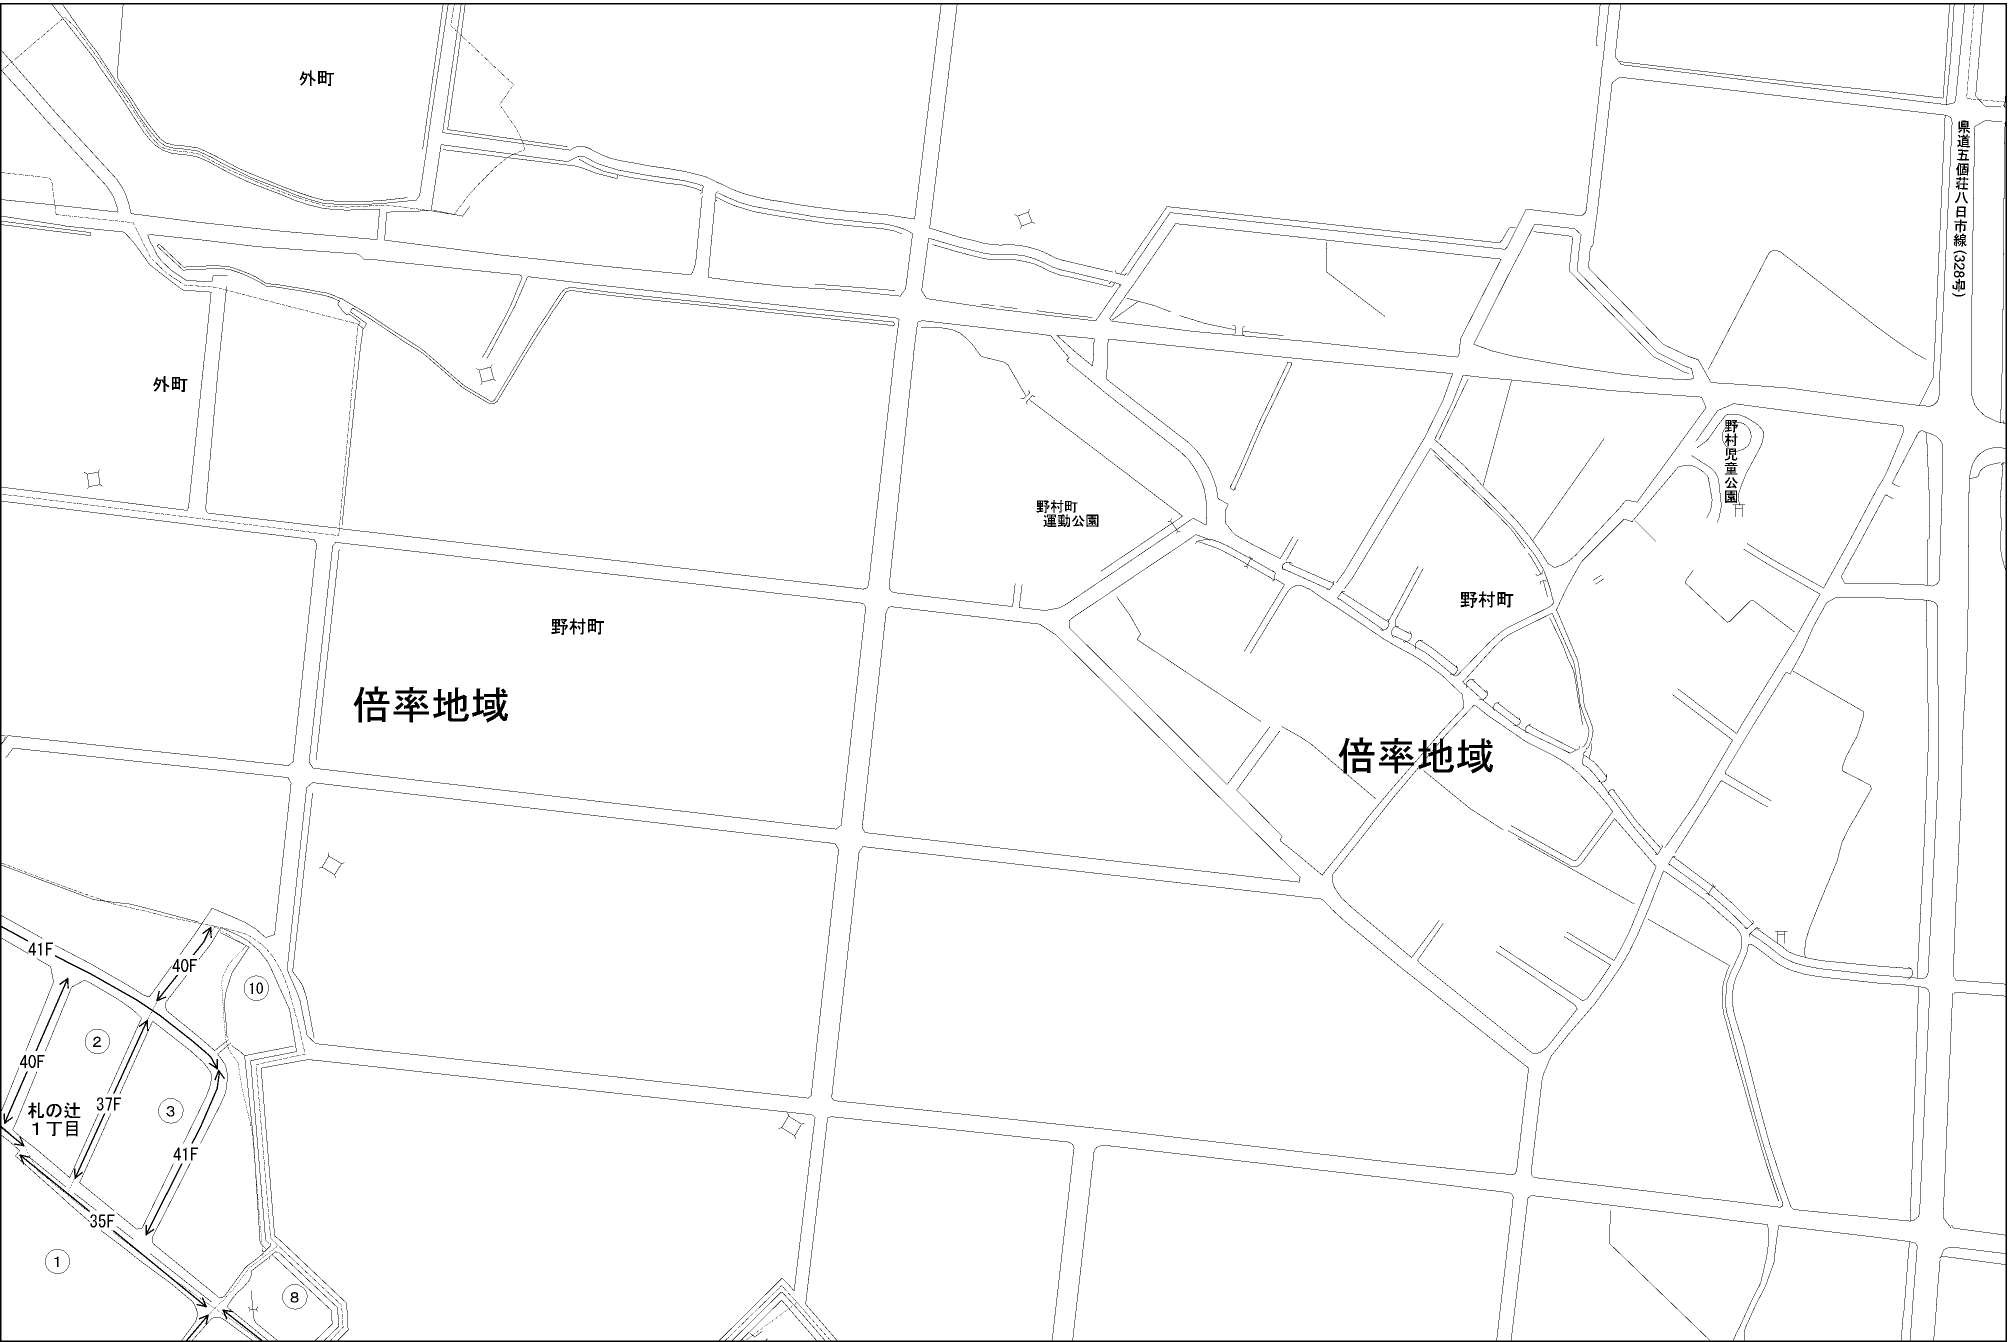 外町
県道五個荘八日市線(328号)
外町
野村児童公園
野村町
運動公園
野村町
野村町
倍率地域
倍率地域
41F
40F
10
2
40F
37F
3
札の辻
1丁目
41F
35F
1
8